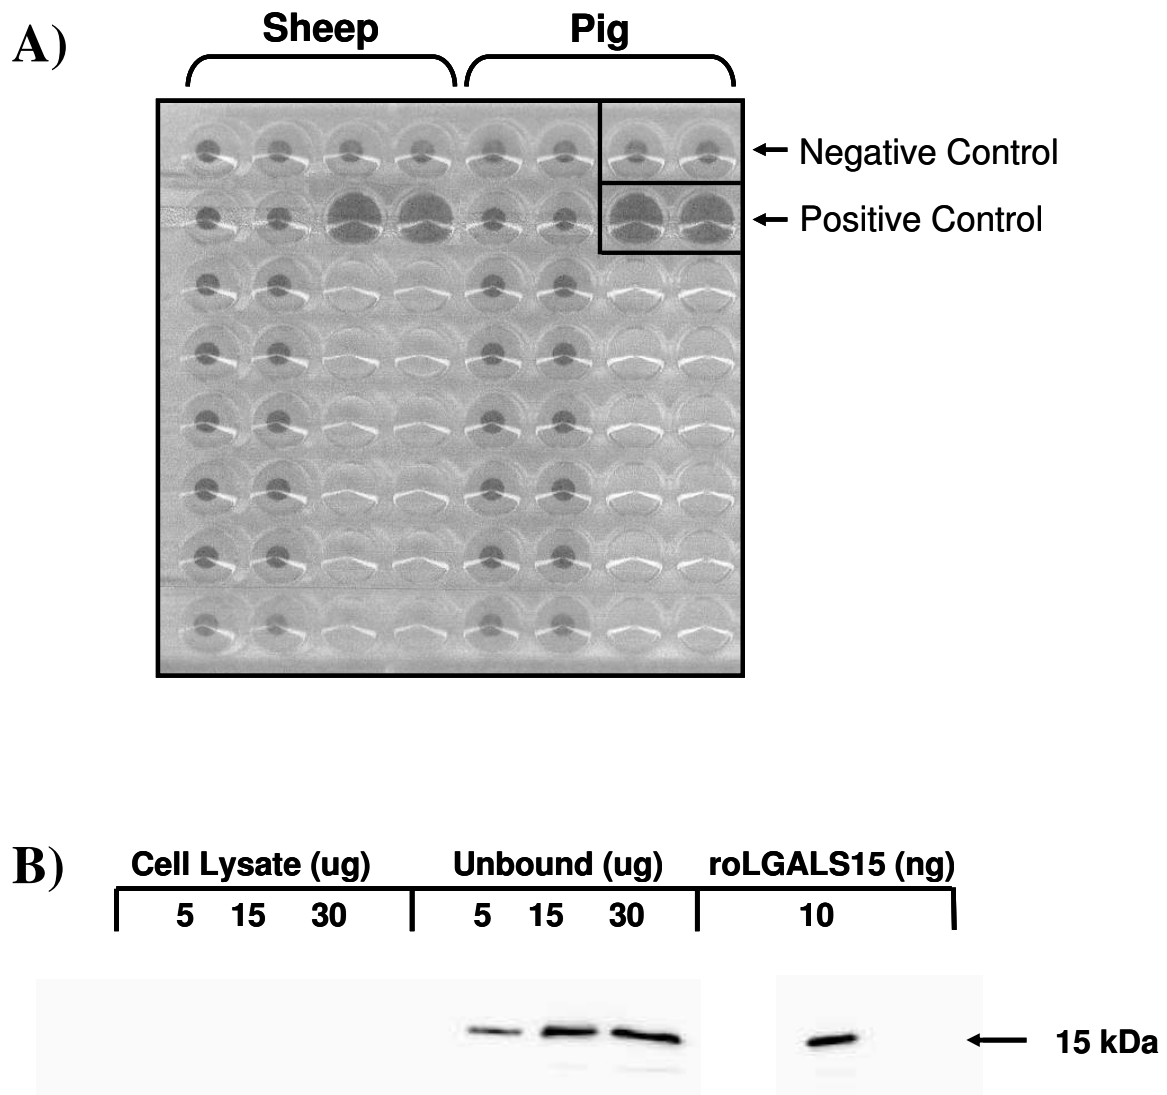 A)
Sheep Pig
Negative Control
Positive Control
B)
Cell Lysate (ug) Unbound (ug) roLGALS15 (ng)
5 15 30 5 15 30 10
15 kDa